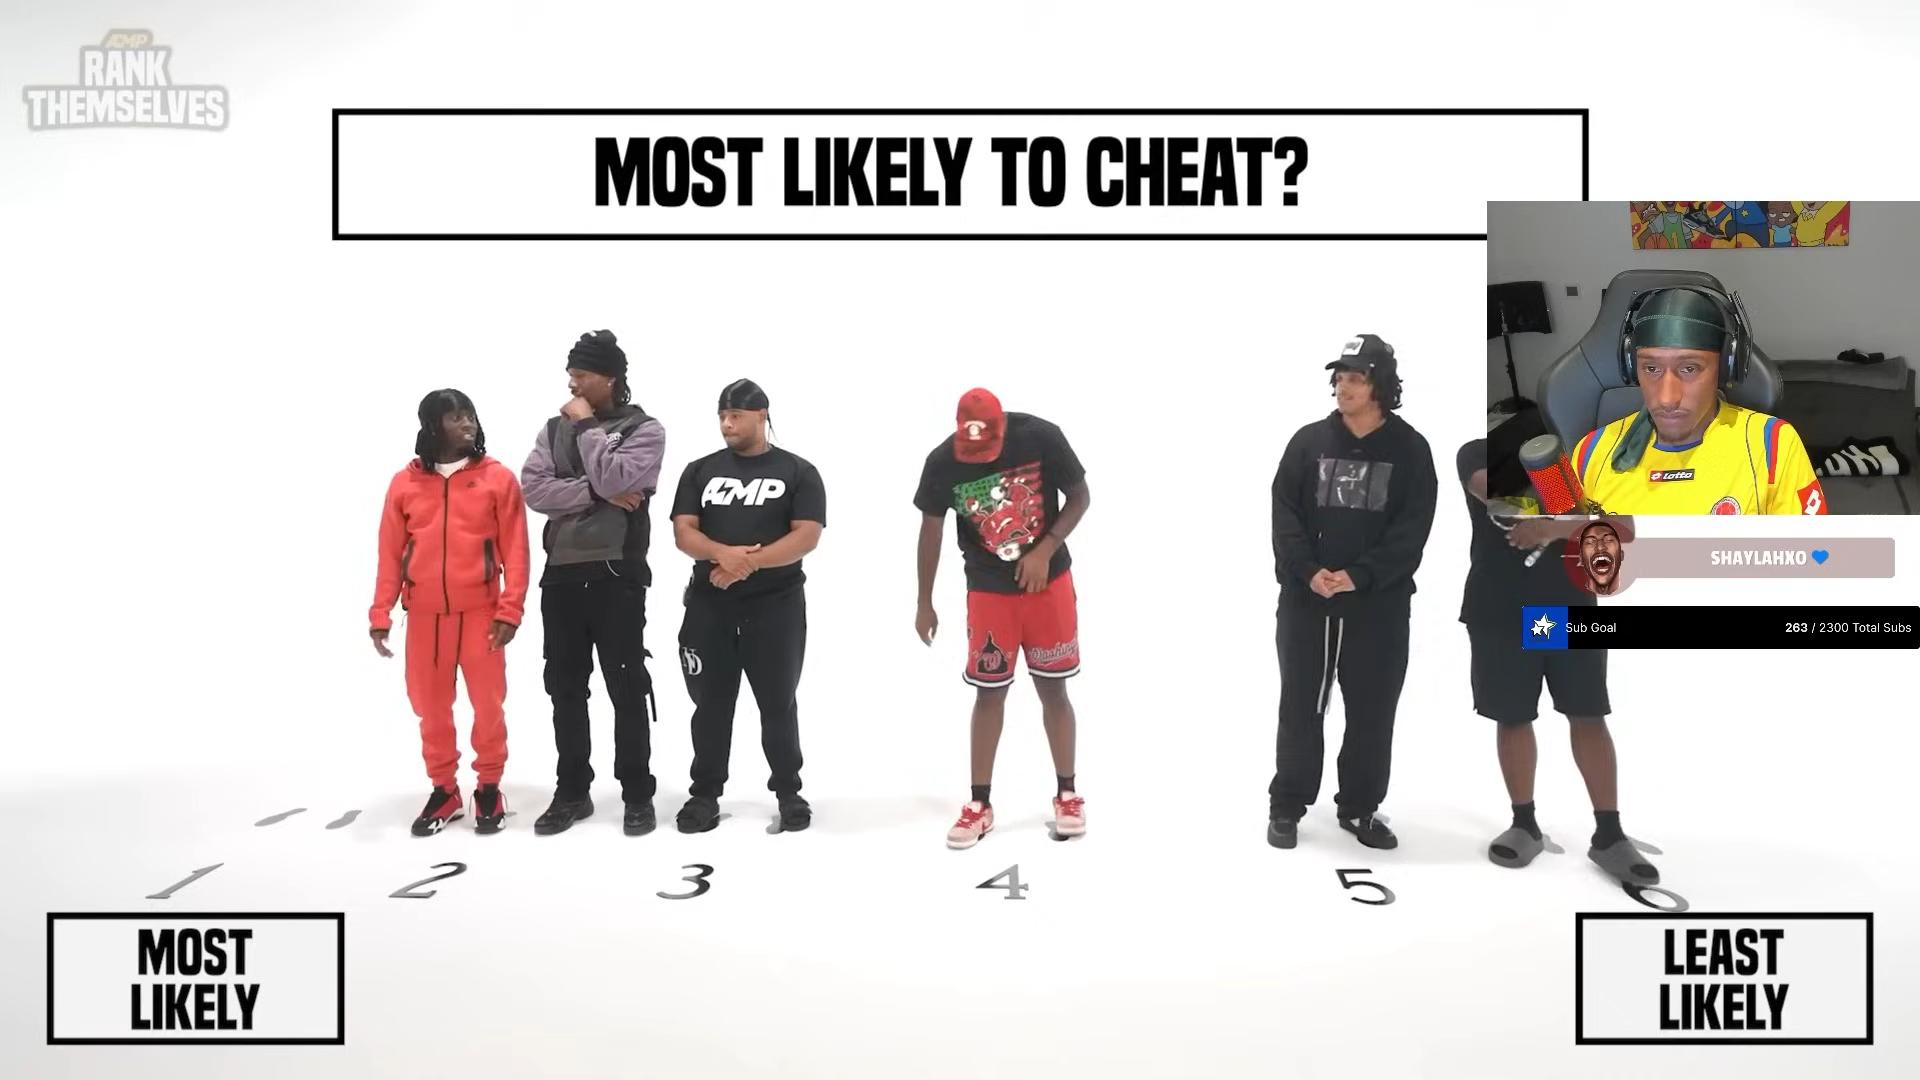 AMP
RANK
THEMSELVES
MOST LIKELY TO CHEAT?
Lotto
AMP
SHAYLAHXO
Sub Goal
263 / 2300 Total Subs
1
2
3
4
5
6
MOST
LIKELY
LEAST
LIKELY